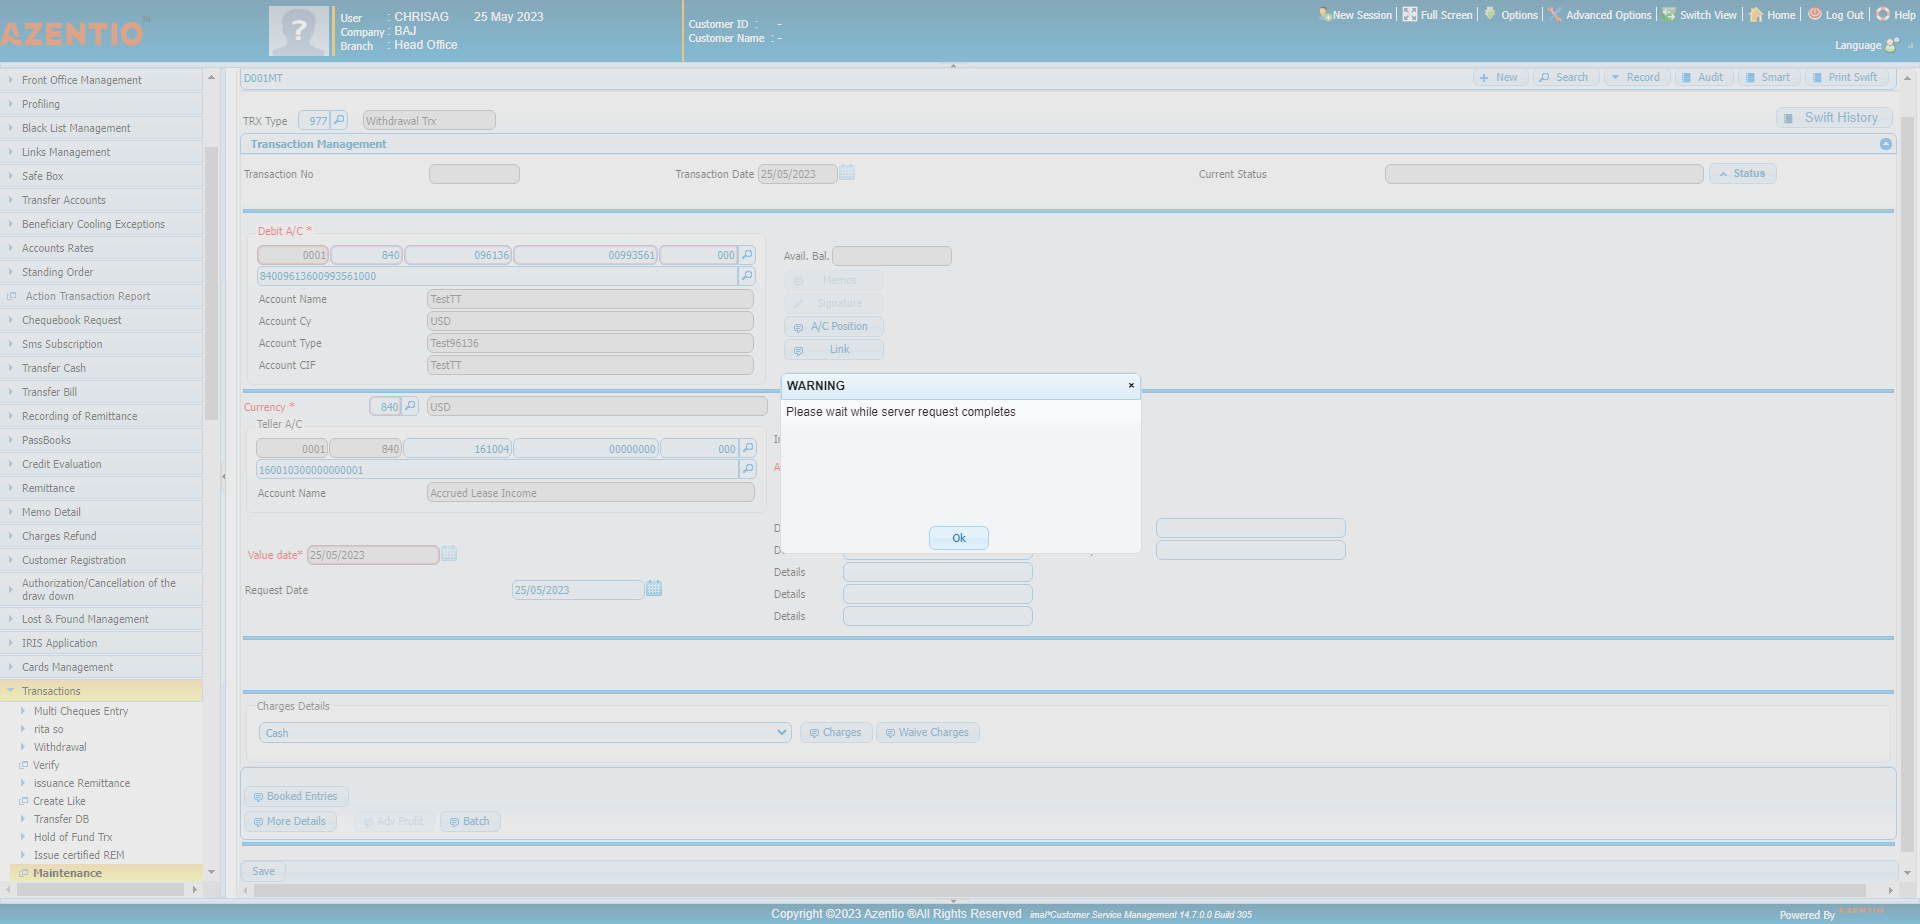 AZENTIO™
User : CHRISAG 25 May 2023
Company : BAJ
Branch : Head Office
Customer ID : -
Customer Name : -
New Session
Full Screen
Options
Advanced Options
Switch View
Home
Log Out
Help
Language
Front Office Management
Profiling
Black List Management
Links Management
Safe Box
Transfer Accounts
Beneficiary Cooling Exceptions
Accounts Rates
Standing Order
Action Transaction Report
Chequebook Request
Sms Subscription
Transfer Cash
Transfer Bill
Recording of Remittance
PassBooks
Credit Evaluation
Remittance
Memo Detail
Charges Refund
Customer Registration
Authorization/Cancellation of the
draw down
Lost & Found Management
IRIS Application
Cards Management
Transactions
Multi Cheques Entry
rita so
Withdrawal
Verify
issuance Remittance
Create Like
Transfer DB
Hold of Fund Trx
Issue certified REM
Maintenance
D001MT
New
Search
Record
Audit
Smart
Print Swift
TRX Type 977 Withdrawal Trx
Swift History
Transaction Management
Transaction No
Transaction Date 25/05/2023
Current Status
Status
Debit A/C *
0001 840 096136 00993561 000
84009613600993561000
Account Name TestTT
Account Cy USD
Account Type Test96136
Account CIF TestTT
Avail. Bal.
Memos
Signature
A/C Position
Link
Currency * 840 USD
Teller A/C
0001 840 161004 00000000 000
160010300000000001
Account Name Accrued Lease Income
Value date* 25/05/2023
Request Date 25/05/2023
WARNING
Please wait while server request completes
Ok
Details
Details
Details
Charges Details
Cash
Charges
Waive Charges
Booked Entries
More Details
Adv Profit
Batch
Save
Copyright ©2023 Azentio ®All Rights Reserved imal*Customer Service Management 14.7.0.0 Build 305
Powered By AZENTIO